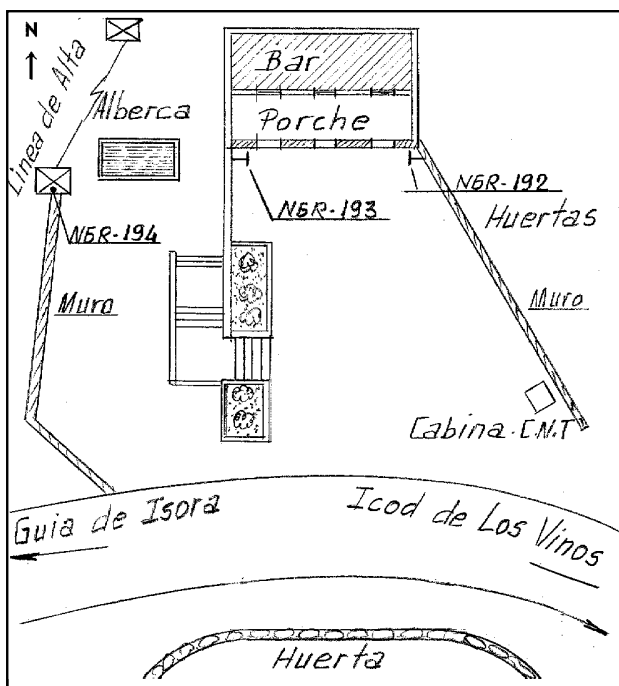 N
Linea de Alta
Alberca
Bar
Porche
NGR-192
NGR-193
Huertas
NGR-194
Muro
Muro
Cabina. C.N.T
Guia de Isora
Icod de Los Vinos
Huerta